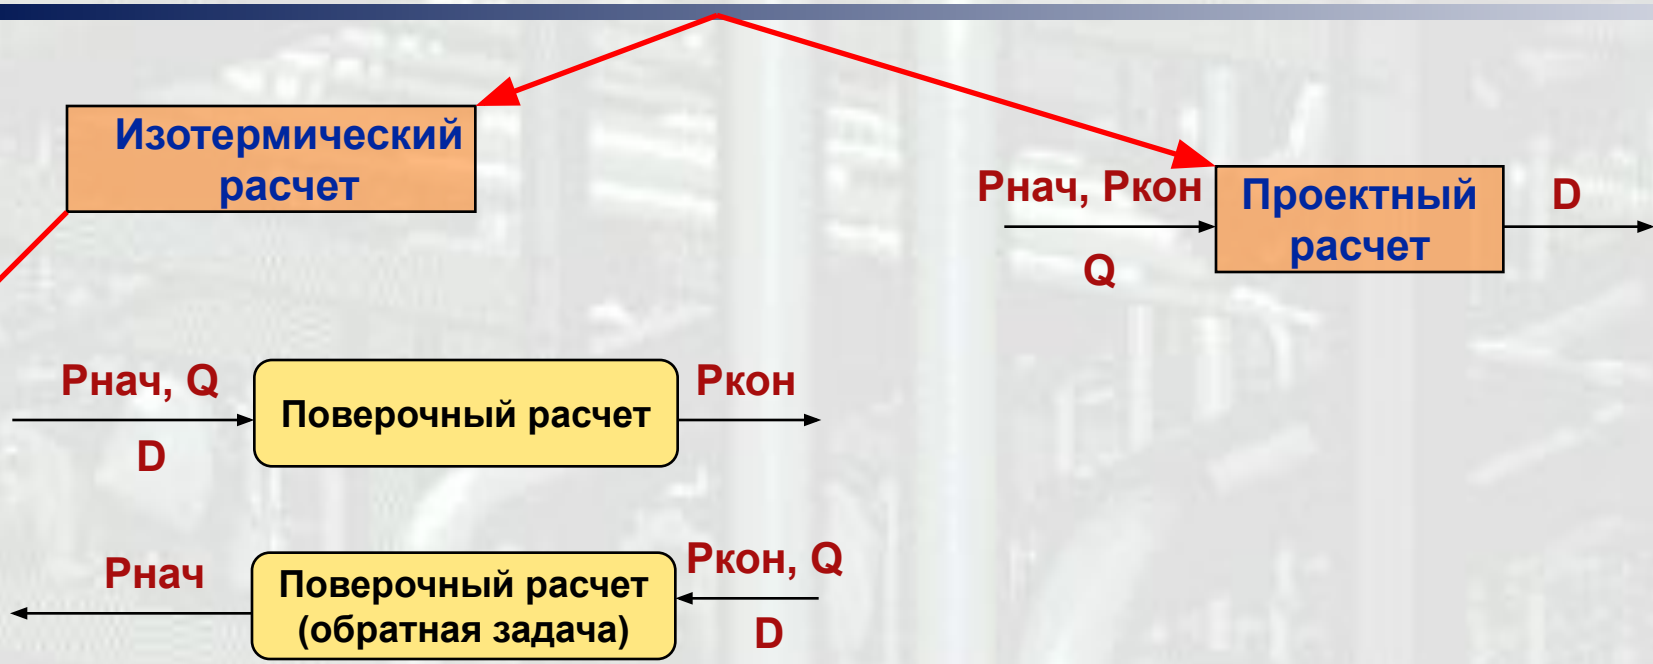 Изотермический
расчет
Рнач, Ркон
Q
Проектный
расчет
D
Рнач, Q
D
Поверочный расчет
Ркон
Рнач
Поверочный расчет
(обратная задача)
Ркон, Q
D